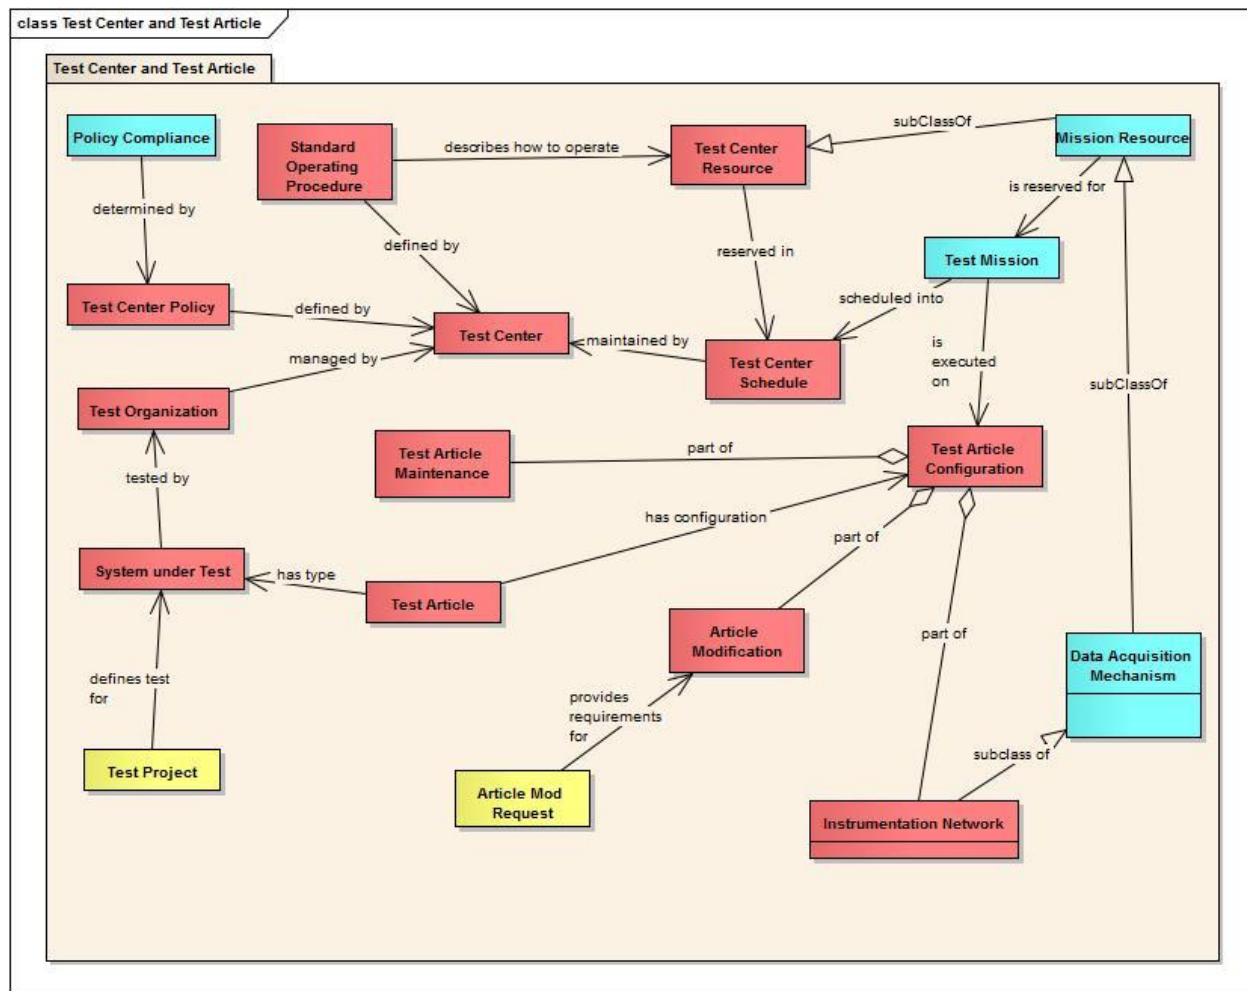 class Test Center and Test Article
Test Center and Test Article
Policy Compliance
Standard
Operating
Procedure
describes how to operate
Test Center
Resource
subClassOf
Mission Resource
is reserved for
determined by
defined by
reserved in
Test Mission
Test Center Policy
defined by
Test Center
scheduled into
managed by
maintained by
Test Center
Schedule
is
executed
on
subClassOf
Test Organization
Test Article
Maintenance
part of
Test Article
Configuration
tested by
has configuration
part of
System under Test
has type
Test Article
Article
Modification
part of
Data Acquisition
Mechanism
defines test
for
provides
requirements
for
subclass of
Test Project
Article Mod
Request
Instrumentation Network